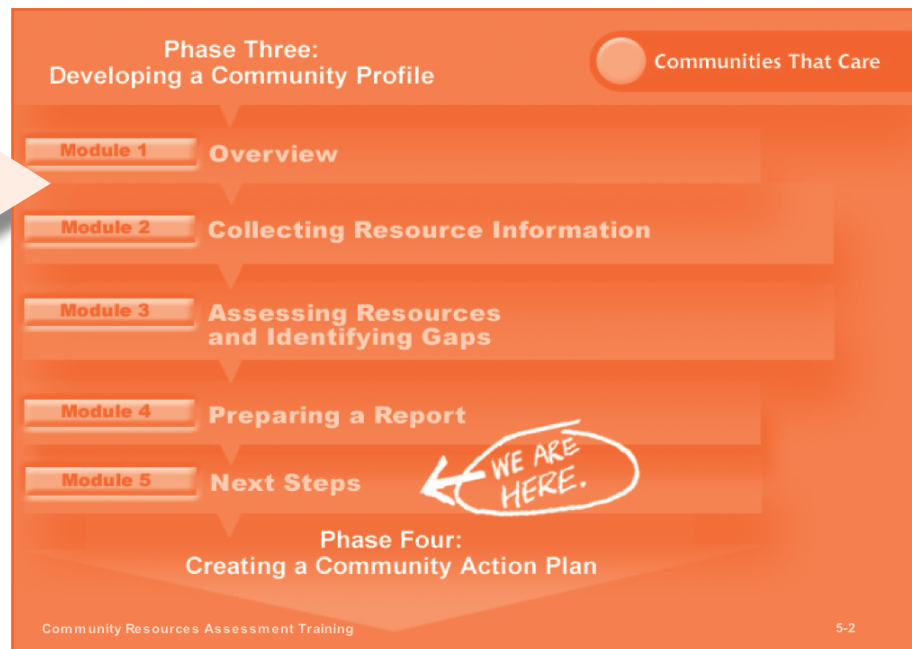 Phase Three:
Developing a Community Profile
Communities That Care
Module 1
Overview
Module 2
Collecting Resource Information
Module 3
Assessing Resources
and Identifying Gaps
Module 4
Preparing a Report
Module 5
Next Steps
WE ARE
HERE.
Phase Four:
Creating a Community Action Plan
Community Resources Assessment Training
5-2